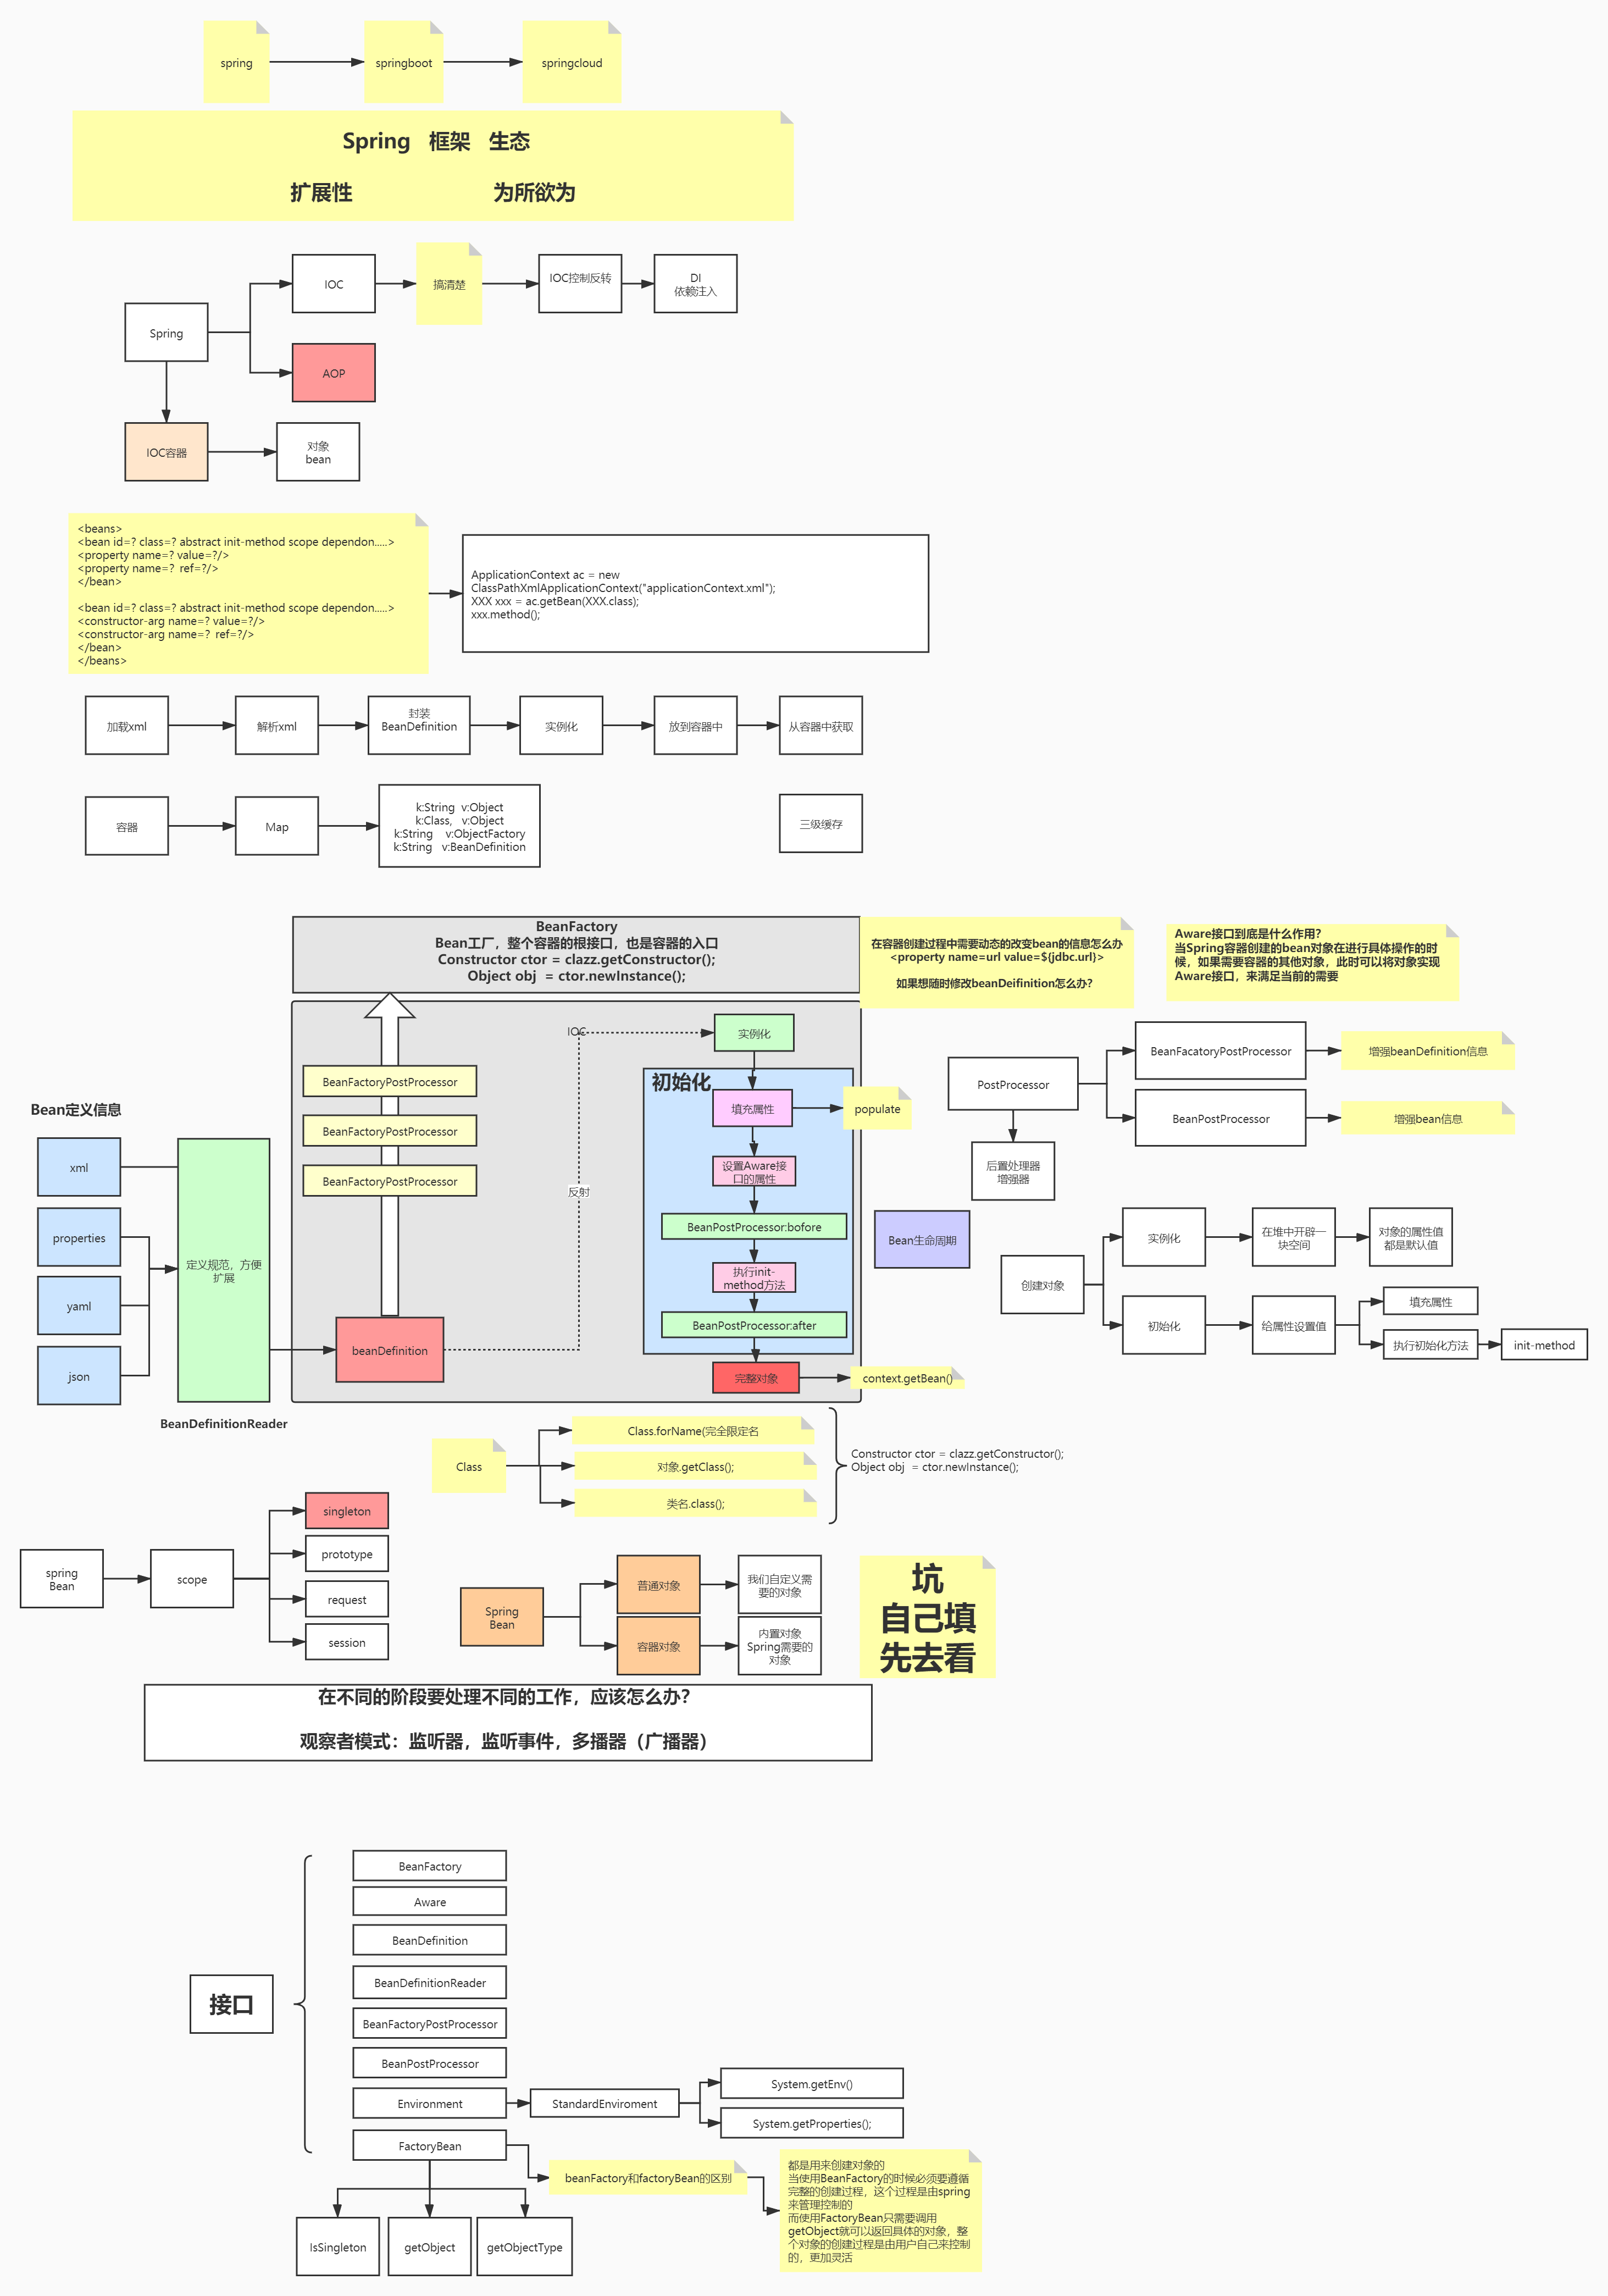 spring
springboot
springcloud
Spring 框架 生态
扩展性 为所欲为
IOC
搞清楚
IOC控制反转
DI
依赖注入
Spring
AOP
IOC容器
对象
bean
<beans>
<bean id=? class=? abstract init-method scope dependon.....>
<property name=? value=?/>
<property name=? ref=?/>
</bean>
<bean id=? class=? abstract init-method scope dependon.....>
<constructor-arg name=? value=?/>
<constructor-arg name=? ref=?/>
</bean>
</beans>
ApplicationContext ac = new
ClassPathXmlApplicationContext("applicationContext.xml");
XXX xxx = ac.getBean(XXX.class);
xxx.method();
加载xml
解析xml
封装
BeanDefinition
实例化
放到容器中
从容器中获取
容器
Map
k:String v:Object
k:Class, v:Object
k:String v:ObjectFactory
k:String v:BeanDefinition
三级缓存
BeanFactory
Bean工厂，整个容器的根接口，也是容器的入口
Constructor ctor = clazz.getConstructor();
Object obj = ctor.newInstance();
在容器创建过程中需要动态的改变bean的信息怎么办
<property name=url value=${jdbc.url}>
如果想随时修改beanDeifinition怎么办?
Aware接口到底是什么作用?
当Spring容器创建的bean对象在进行具体操作的时
候，如果需要容器的其他对象，此时可以将对象实现
Aware接口，来满足当前的需要
IOC
实例化
初始化
填充属性
populate
设置Aware接
口的属性
BeanPostProcessor:bofore
执行init-
method方法
BeanPostProcessor:after
完整对象
context.getBean()
BeanFactoryPostProcessor
BeanFactoryPostProcessor
BeanFactoryPostProcessor
反射
beanDefinition
Bean定义信息
xml
properties
yaml
json
定义规范，方便
扩展
BeanDefinitionReader
PostProcessor
BeanFacatoryPostProcessor
增强beanDefinition信息
BeanPostProcessor
增强bean信息
后置处理器
增强器
Bean生命周期
创建对象
实例化
在堆中开辟一
块空间
对象的属性值
都是默认值
初始化
给属性设置值
填充属性
执行初始化方法
init-method
Class
Class.forName(完全限定名
对象.getClass();
类名.class();
Constructor ctor = clazz.getConstructor();
Object obj = ctor.newInstance();
spring
Bean
scope
singleton
prototype
request
session
Spring
Bean
普通对象
我们自定义需
要的对象
容器对象
内置对象
Spring需要的
对象
坑
自己填
先去看
在不同的阶段要处理不同的工作，应该怎么办?
观察者模式：监听器，监听事件，多播器（广播器）
接口
BeanFactory
Aware
BeanDefinition
BeanDefinitionReader
BeanFactoryPostProcessor
BeanPostProcessor
Environment
StandardEnviroment
System.getEnv()
System.getProperties();
FactoryBean
beanFactory和factoryBean的区别
都是用来创建对象的
当使用BeanFactory的时候必须要遵循
完整的创建过程，这个过程是由spring
来管理控制的
而使用FactoryBean只需要调用
getObject就可以返回具体的对象，整
个对象的创建过程是由用户自己来控制
的，更加灵活
IsSingleton
getObject
getObjectType